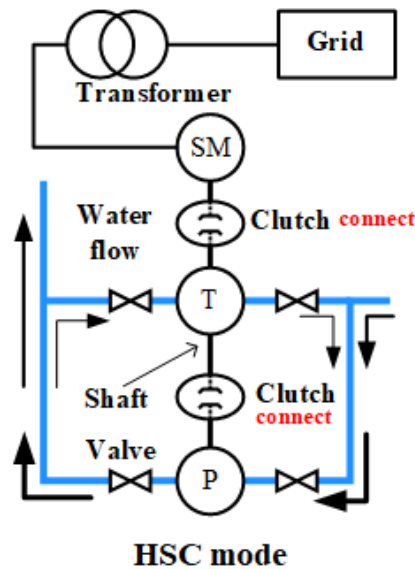 Grid
Transformer
SM
Water
flow
Clutch connect
T
Shaft
Clutch
connect
Valve
P
HSC mode